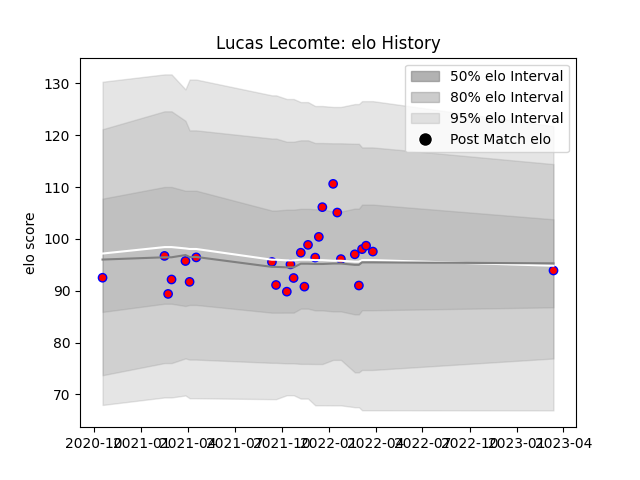 Lucas Lecomte: elo History
50% elo Interval
80% elo Interval
95% elo Interval
Post Match elo
elo score
130
120
110
100
90
80
70
2020-10 2021-01 2021-04 2021-07 2021-10 2022-01 2022-04 2022-07 2022-10 2023-01 2023-04